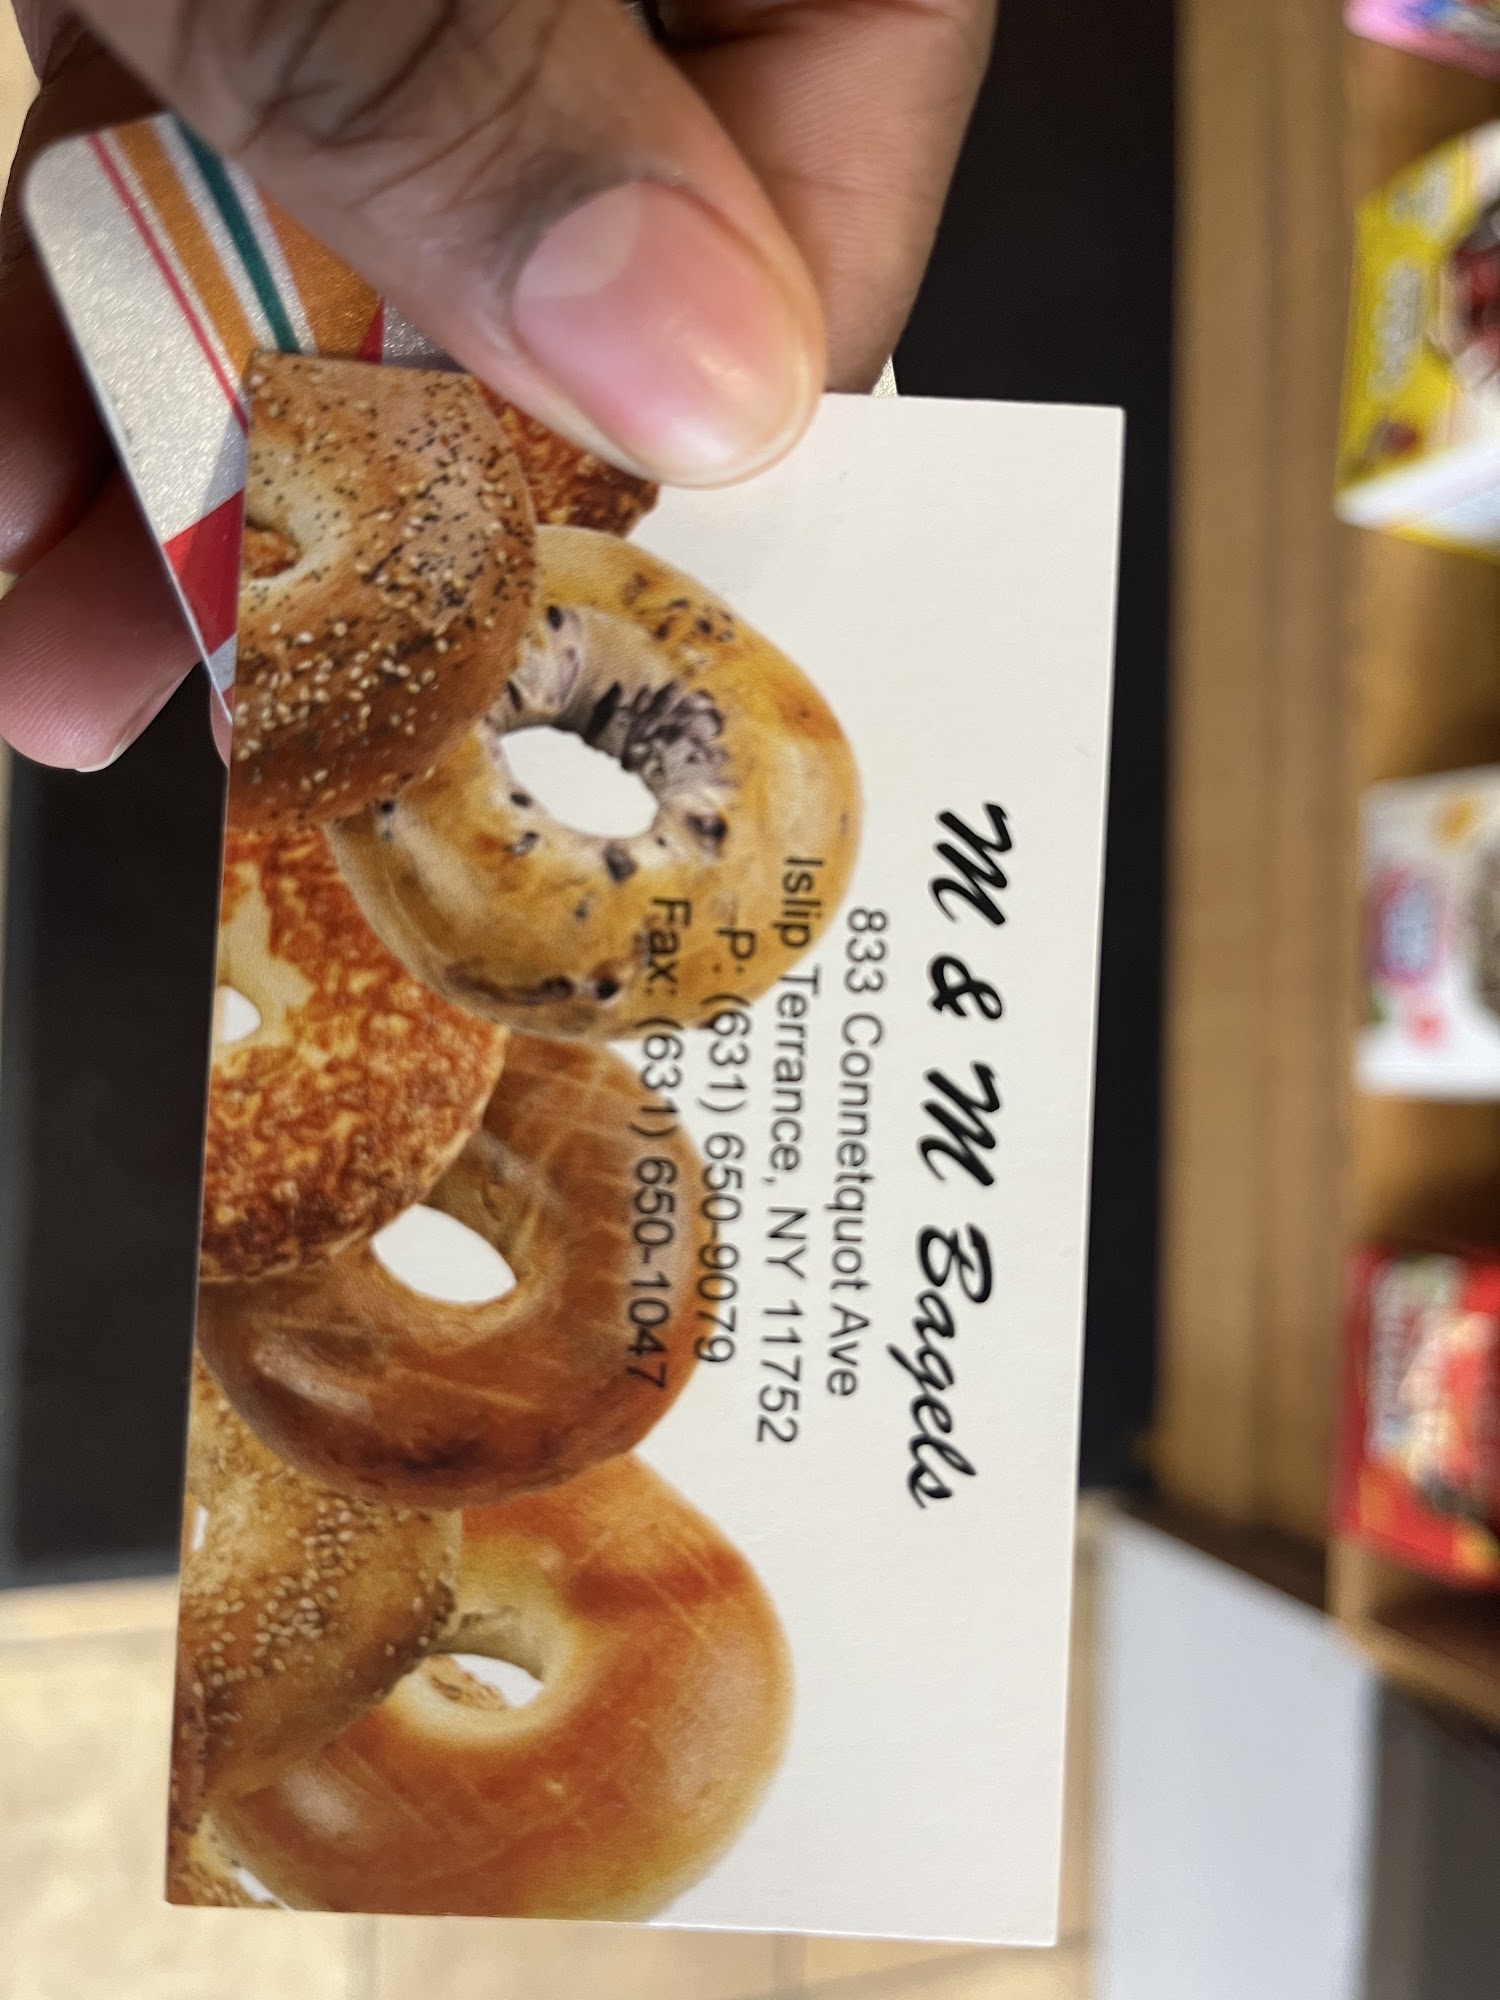 M & M Bagels
833 Connetquot Ave
Islip Terrance, NY 11752
P: (631) 650-9079
Fax: (631) 650-1047